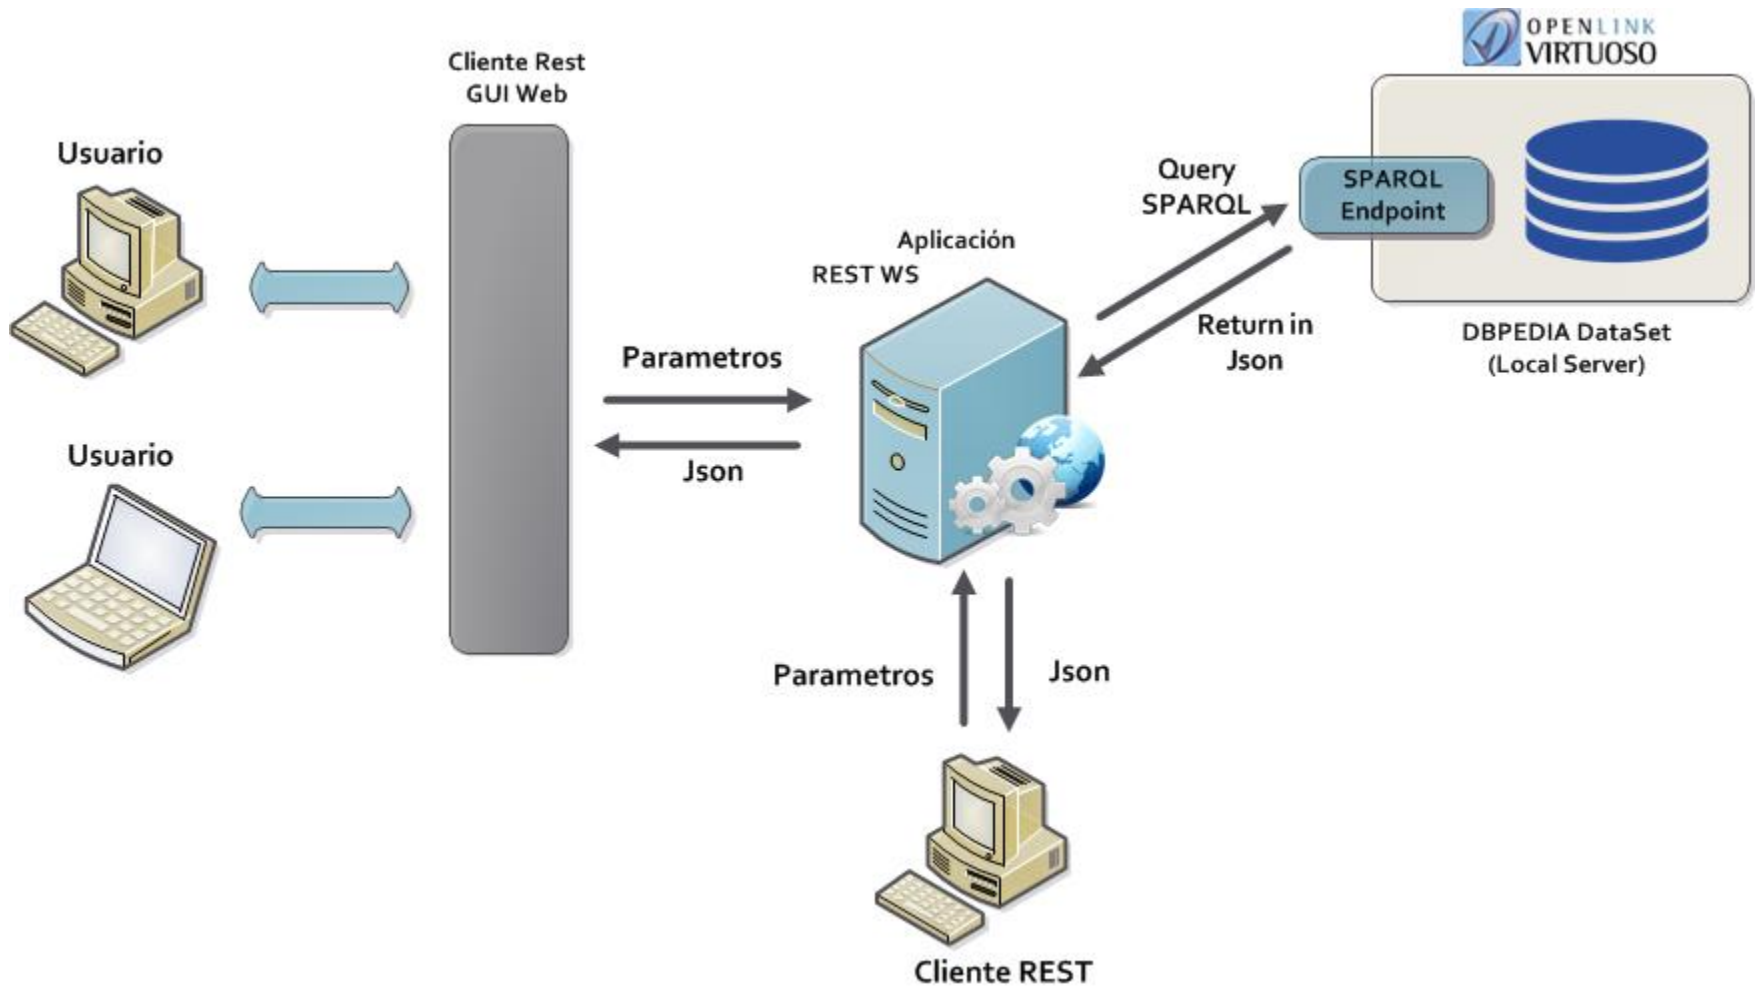 OPENLINK
VIRTUOSO
Cliente Rest
GUI Web
Usuario
Query
SPARQL
SPARQL
Endpoint
Aplicación
REST WS
Return in
Json
DBPEDIA DataSet
(Local Server)
Parametros
Json
Usuario
Parametros
Json
Cliente REST